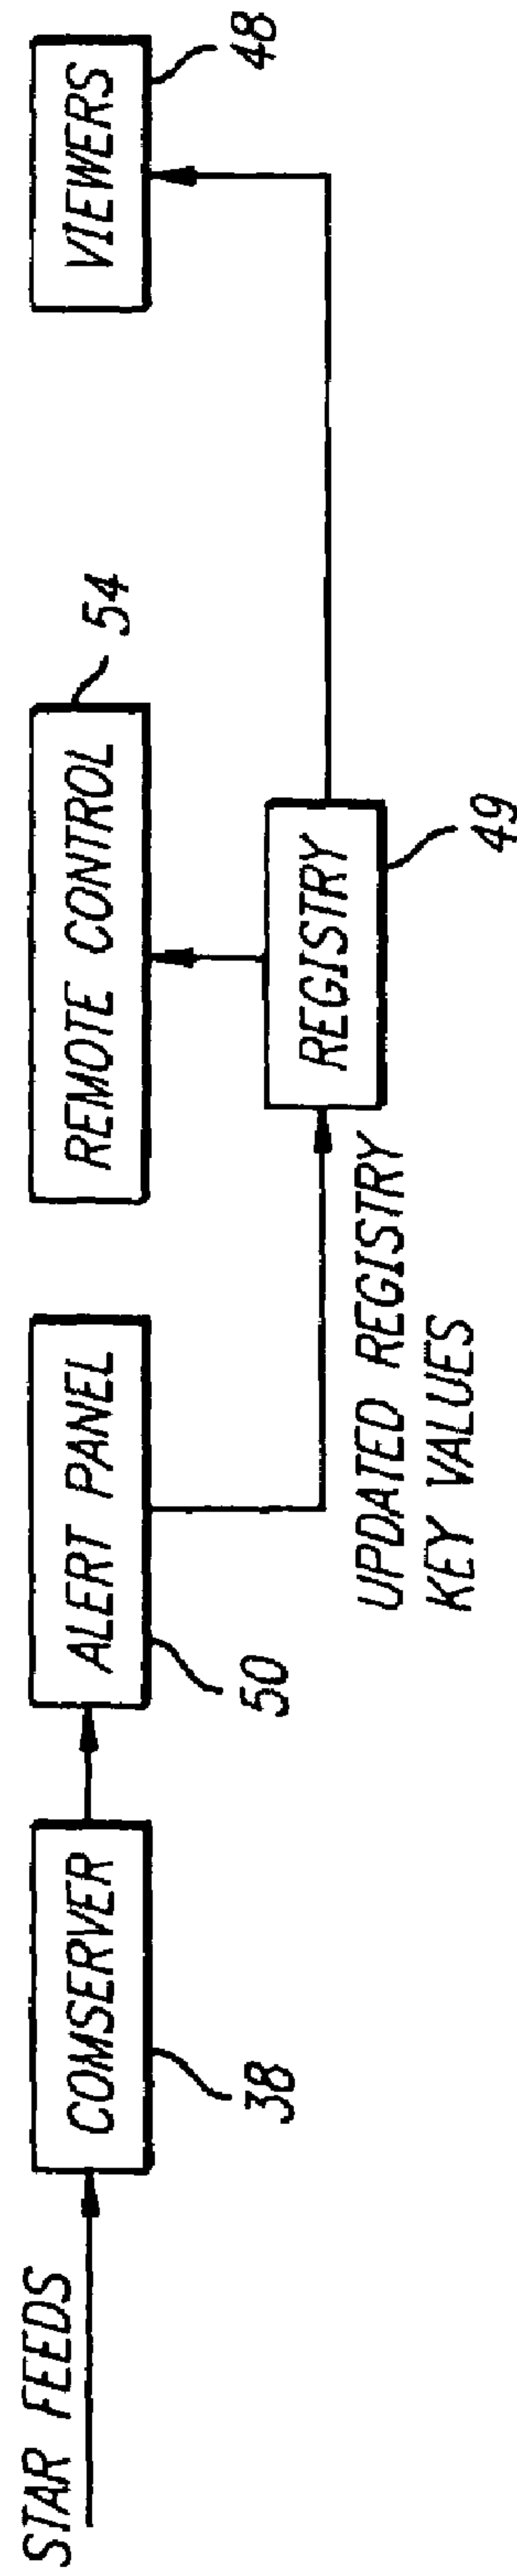 STAR FEEDS
COMSERVER
38
ALERT PANEL
50
UPDATED REGISTRY
KEY VALUES
REGISTRY
49
REMOTE CONTROL
54
VIEWERS
48